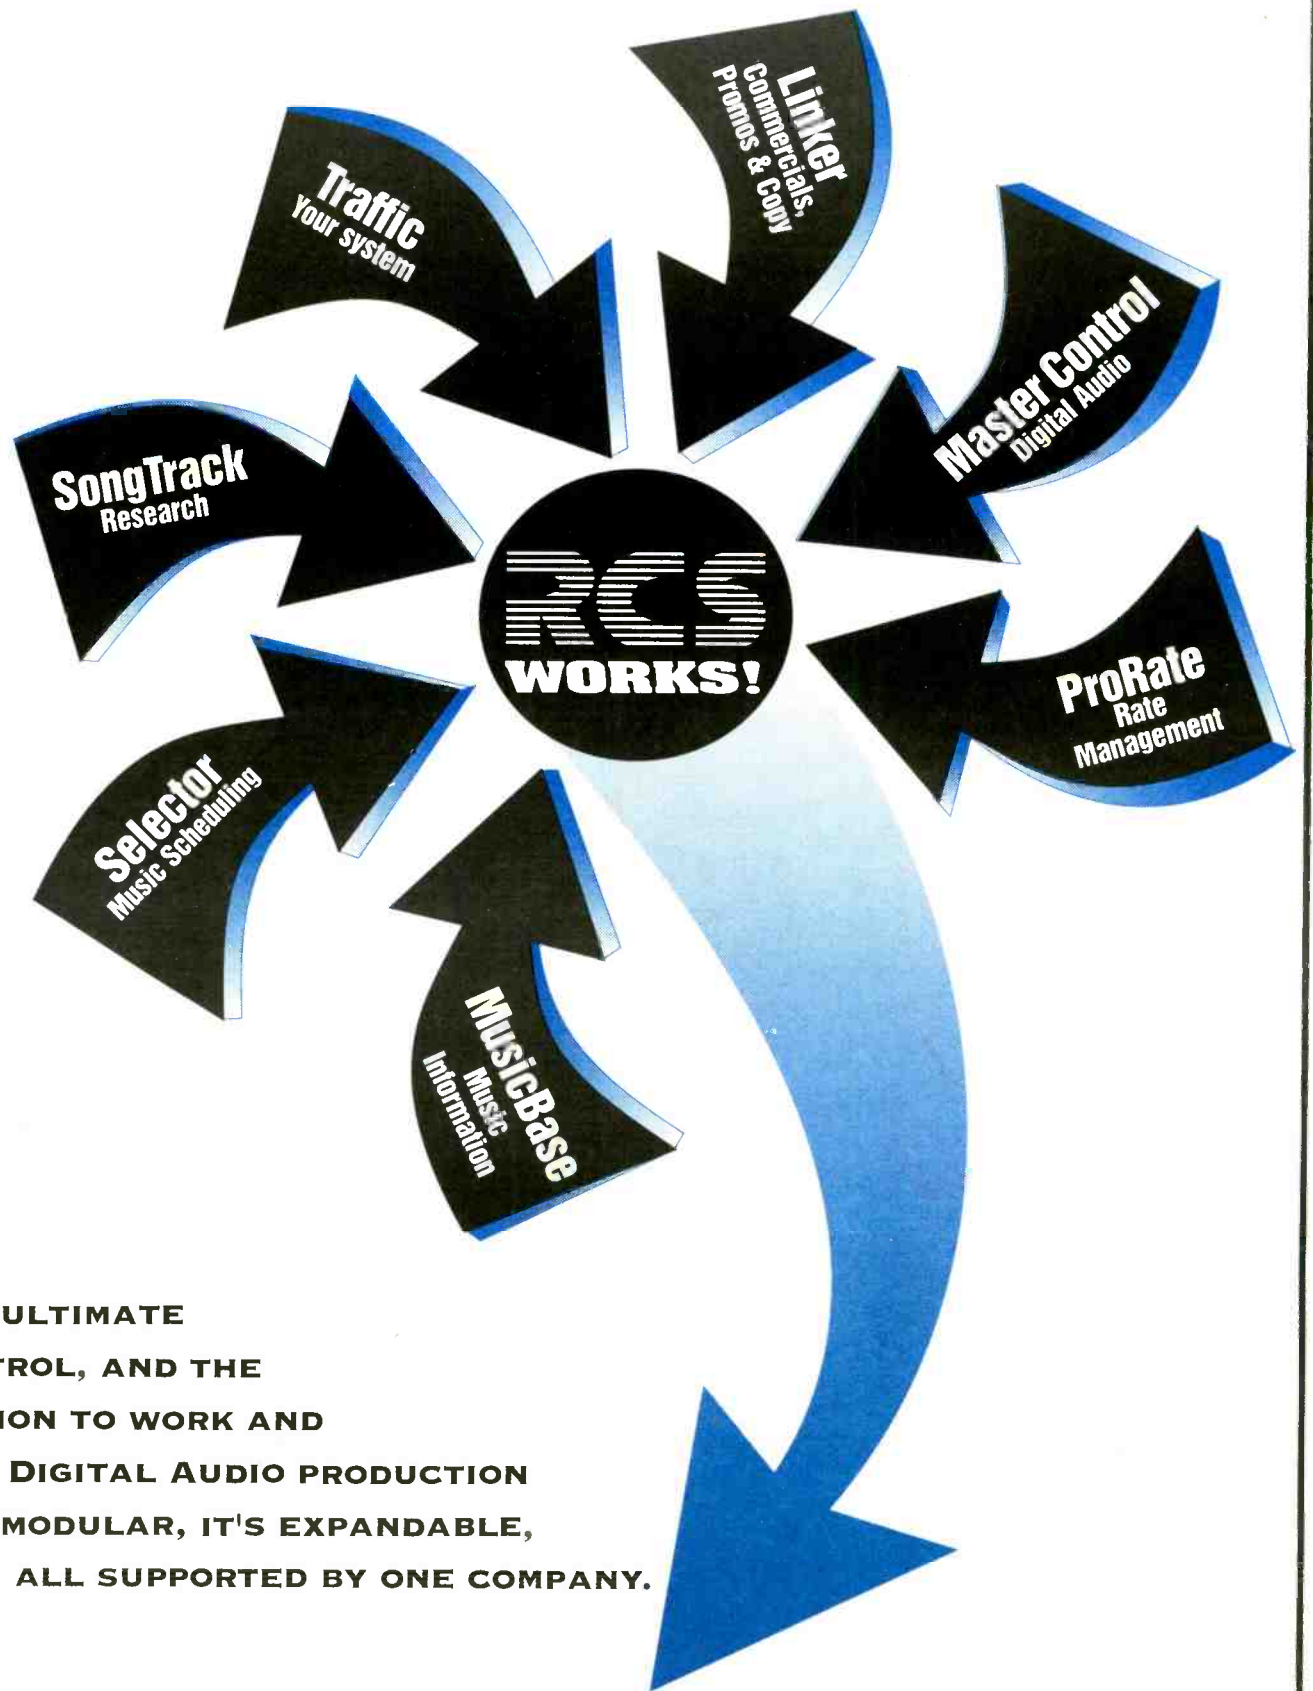 Linker
Commercials,
Promos & Copy
Traffic
Your system
Master Control
Digital Audio
SongTrack
Research
RCS
WORKS!
ProRate
Rate
Management
Selector
Music Scheduling
MusicBase
Music
Information
ULTIMATE
TROL, AND THE
ION TO WORK AND
DIGITAL AUDIO PRODUCTION
MODULAR, IT'S EXPANDABLE,
ALL SUPPORTED BY ONE COMPANY.